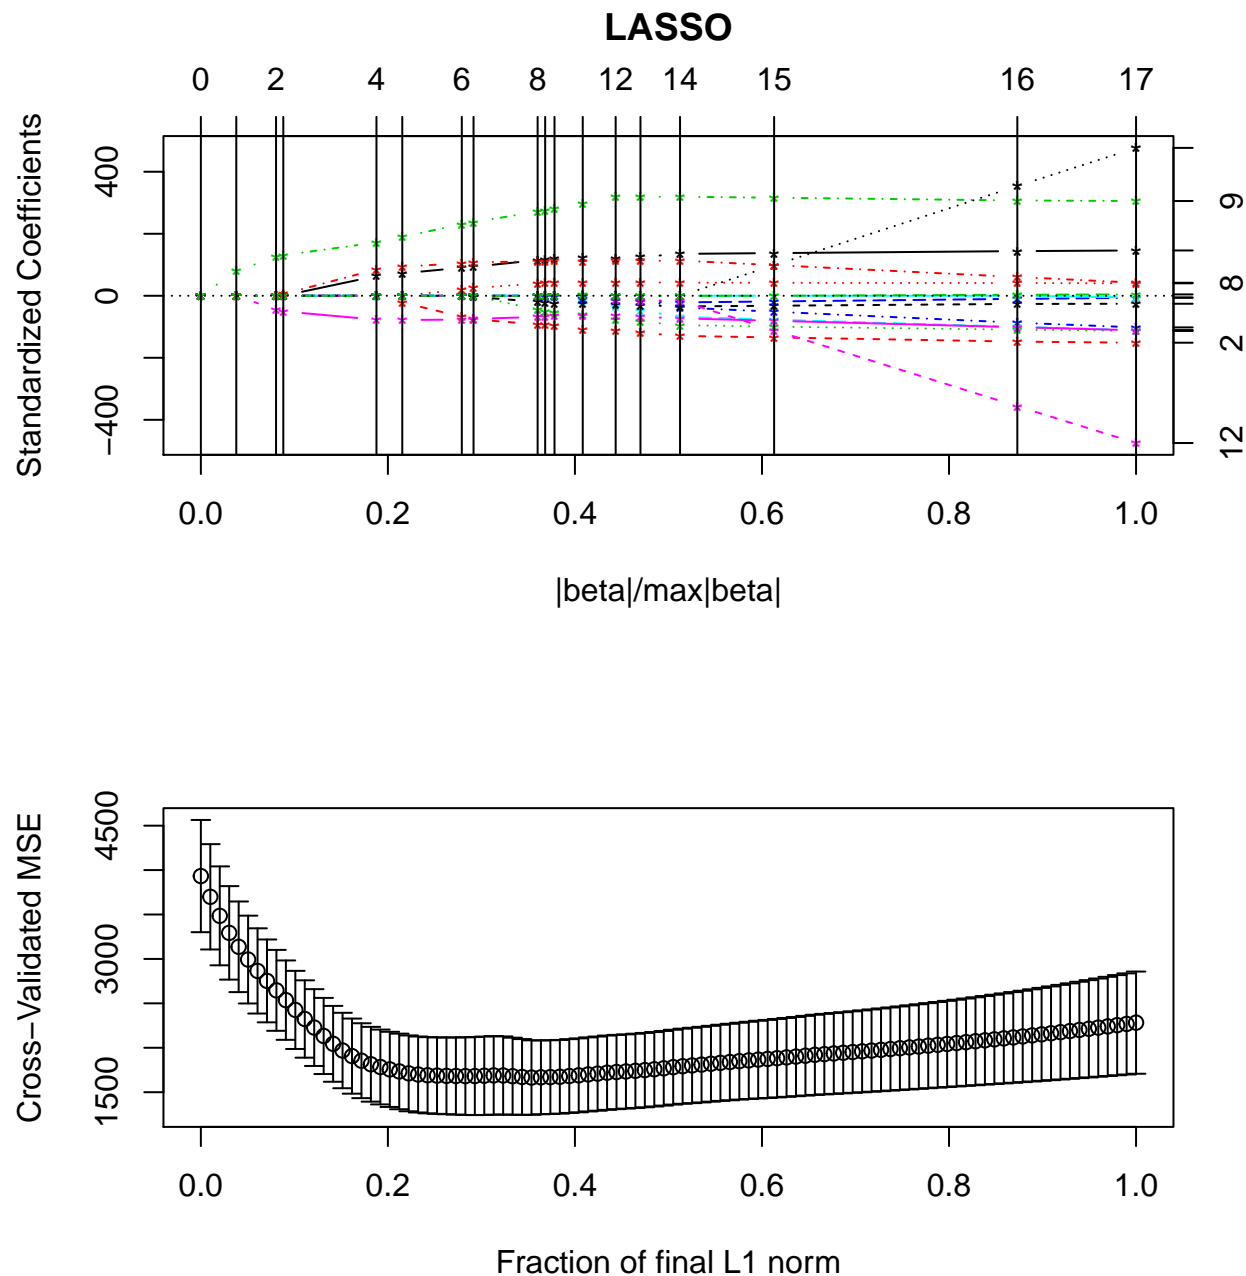 LASSO
0 2 4 6 8 12 14 15 16 17
Standardized Coefficients
400
0
−400
9
8
2
12
0.0 0.2 0.4 0.6 0.8 1.0
|beta|/max|beta|
Cross−Validated MSE
4500
3000
1500
0.0 0.2 0.4 0.6 0.8 1.0
Fraction of final L1 norm